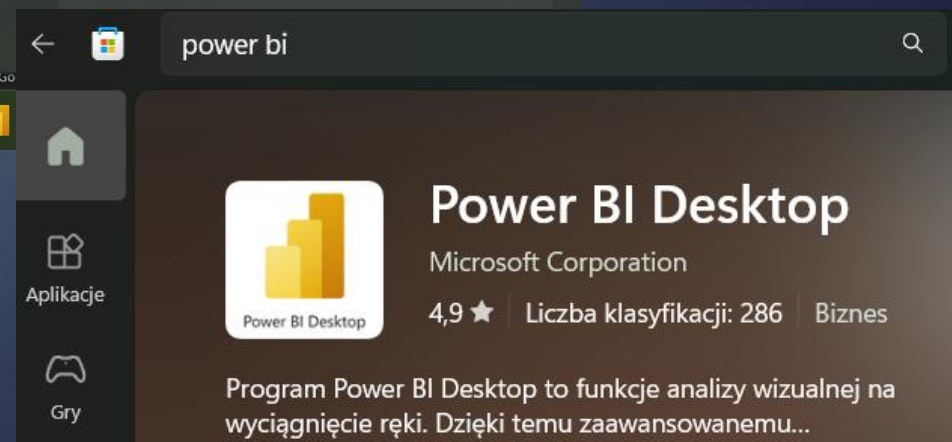 power bi
Power BI Desktop
Power BI Desktop
Microsoft Corporation
4,9 ★ Liczba klasyfikacji: 286 Biznes
Aplikacje
Gry
Program Power BI Desktop to funkcje analizy wizualnej na
wyciągnięcie ręki. Dzięki temu zaawansowanemu...